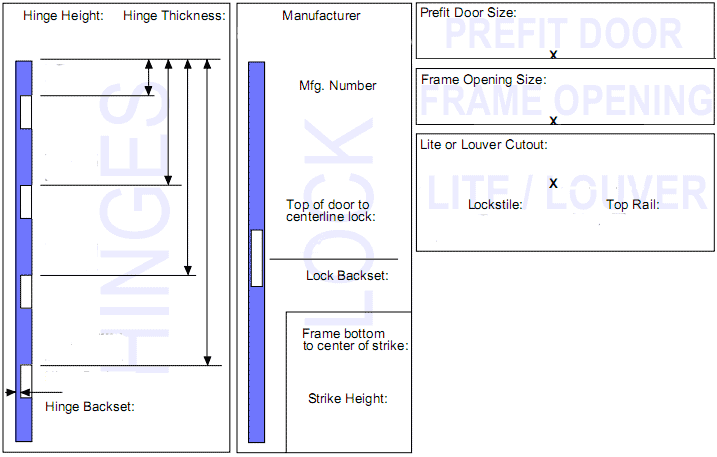 Hinge Height: Hinge Thickness:
HINGES
Hinge Backset:
Manufacturer
Mfg. Number
LOCK
Top of door to
centerline lock:
Lock Backset:
Frame bottom
to center of strike:
Strike Height:
Prefit Door Size:
PREFIT DOOR
X
Frame Opening Size:
FRAME OPENING
X
Lite or Louver Cutout:
X
LITE / LOUVER
Lockstile: Top Rail: